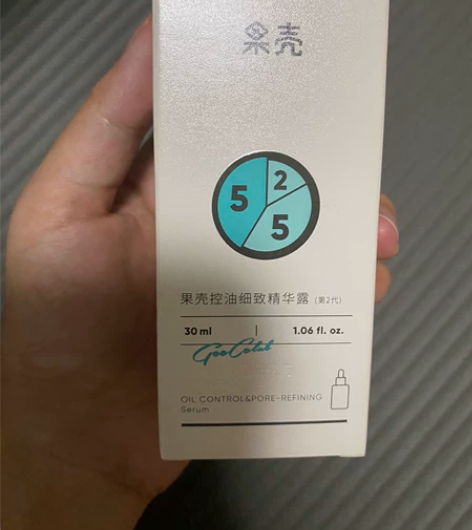 果壳
5
2
5
果壳控油细致精华露 (第2代)
30 ml | 1.06 fl. oz.
OIL CONTROL&PORE-REFINING
Serum